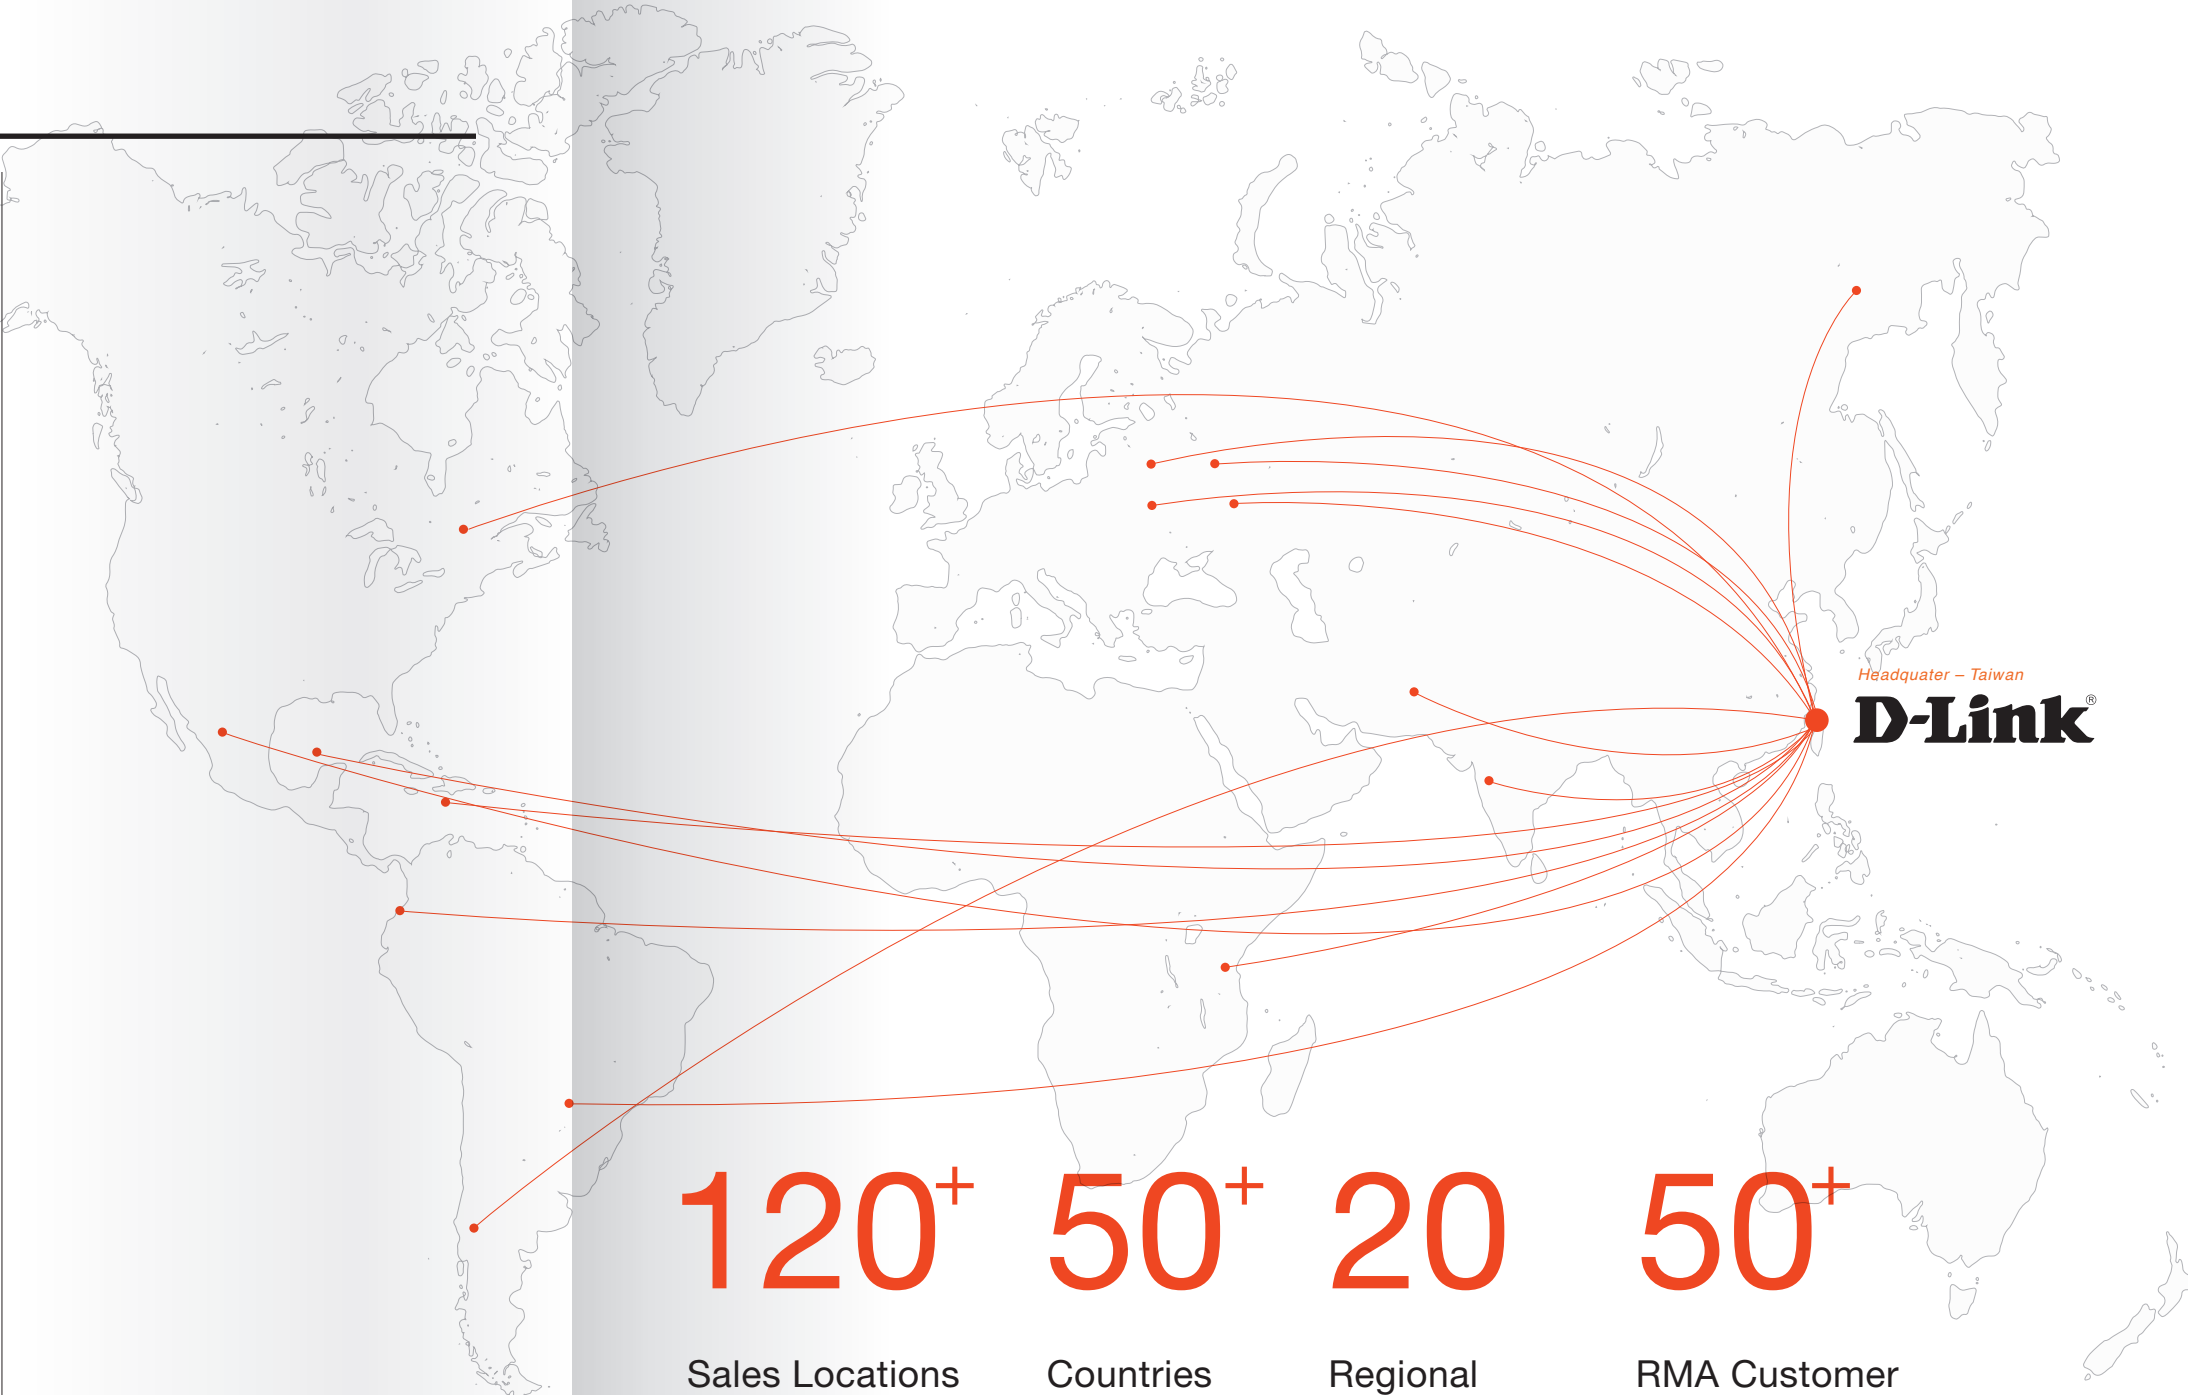 Headquater – Taiwan
D-Link®
120+ 50+ 20 50+
Sales Locations Countries Regional RMA Customer